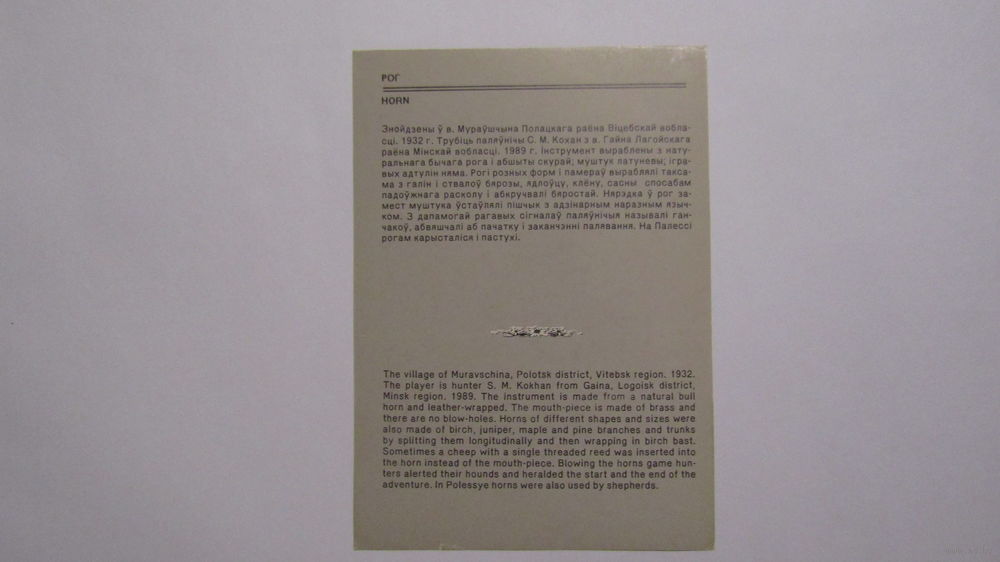 РОГ
HORN
Знойдзены ў в. Мураўшчына Полацкага раёна Віцебскай вобла-
сці. 1932 г. Трубіць паляўнічы С. М. Кохан з в. Гайна Лагойскага
раёна Мінскай вобласці. 1989 г. Інструмент выраблены з нату-
ральнага бычага рога і абшыты скурай; муштук латуневы; ігра-
вых адтулін няма. Рогі розных форм і памераў выраблялі такса-
ма з галін і ствалоў бярозы, ядлоўцу, клёну, сасны спосабам
падоўжнага расколу і абкручвалі бяростай. Нярэдка ў рог за-
мест муштука ўстаўлялі пішчык з адзінарным наразным языч-
ком. З дапамогай рагавых сігналаў паляўнічыя называлі ган-
чакоў, абвяшчалі аб пачатку і заканчэнні палявання. На Палессі
рогам карысталіся і пастухі.
The village of Muravschina, Polotsk district, Vitebsk region. 1932.
The player is hunter S. M. Kokhan from Gaina, Logoisk district,
Minsk region. 1989. The instrument is made from a natural bull
horn and leather-wrapped. The mouth-piece is made of brass and
there are no blow-holes. Horns of different shapes and sizes were
also made of birch, juniper, maple and pine branches and trunks
by splitting them longitudinally and then wrapping in birch bast.
Sometimes a cheep with a single threaded reed was inserted into
the horn instead of the mouth-piece. Blowing the horns game hun-
ters alerted their hounds and heralded the start and the end of the
adventure. In Polessye horns were also used by shepherds.